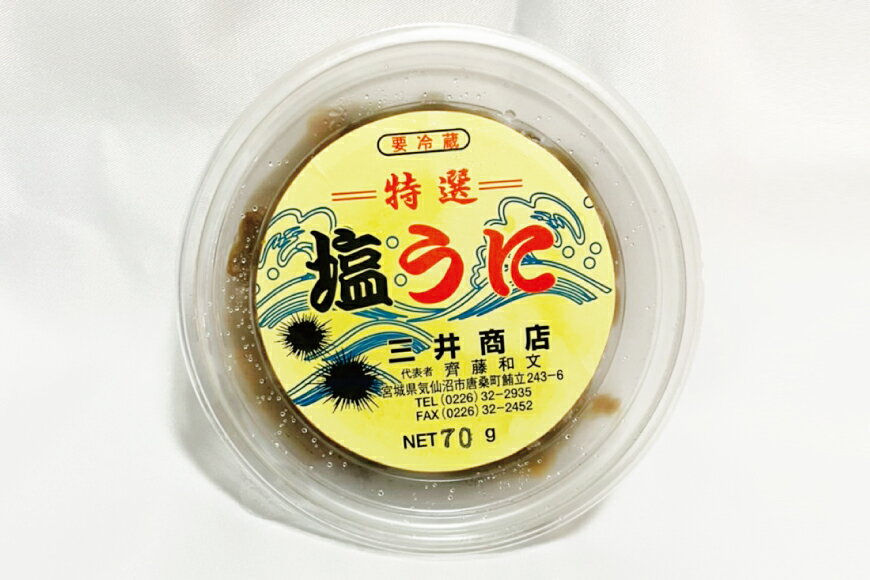 要冷蔵
特選
塩うに
三井商店
代表者 齊藤和文
宮城県気仙沼市唐桑町鮪立243-6
TEL(0226)32-2935
FAX(0226)32-2452
NET70g